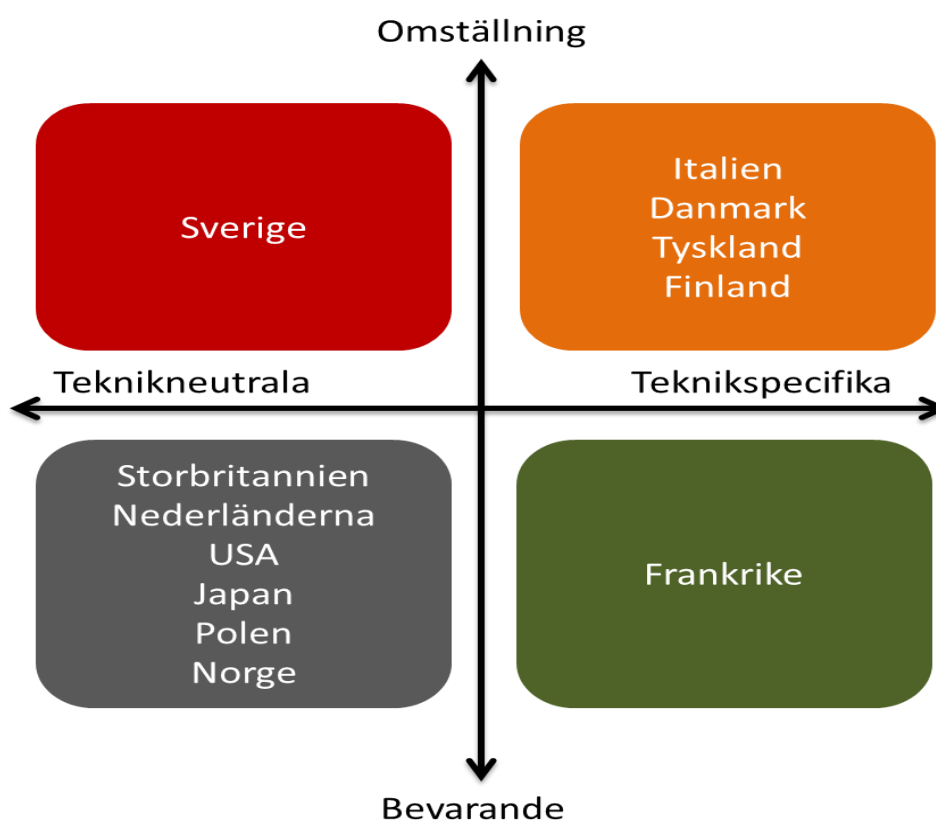 Omställning
Sverige
Italien
Danmark
Tyskland
Finland
Teknikneutrala
Teknikspecifika
Storbritannien
Nederländerna
USA
Japan
Polen
Norge
Frankrike
Bevarande